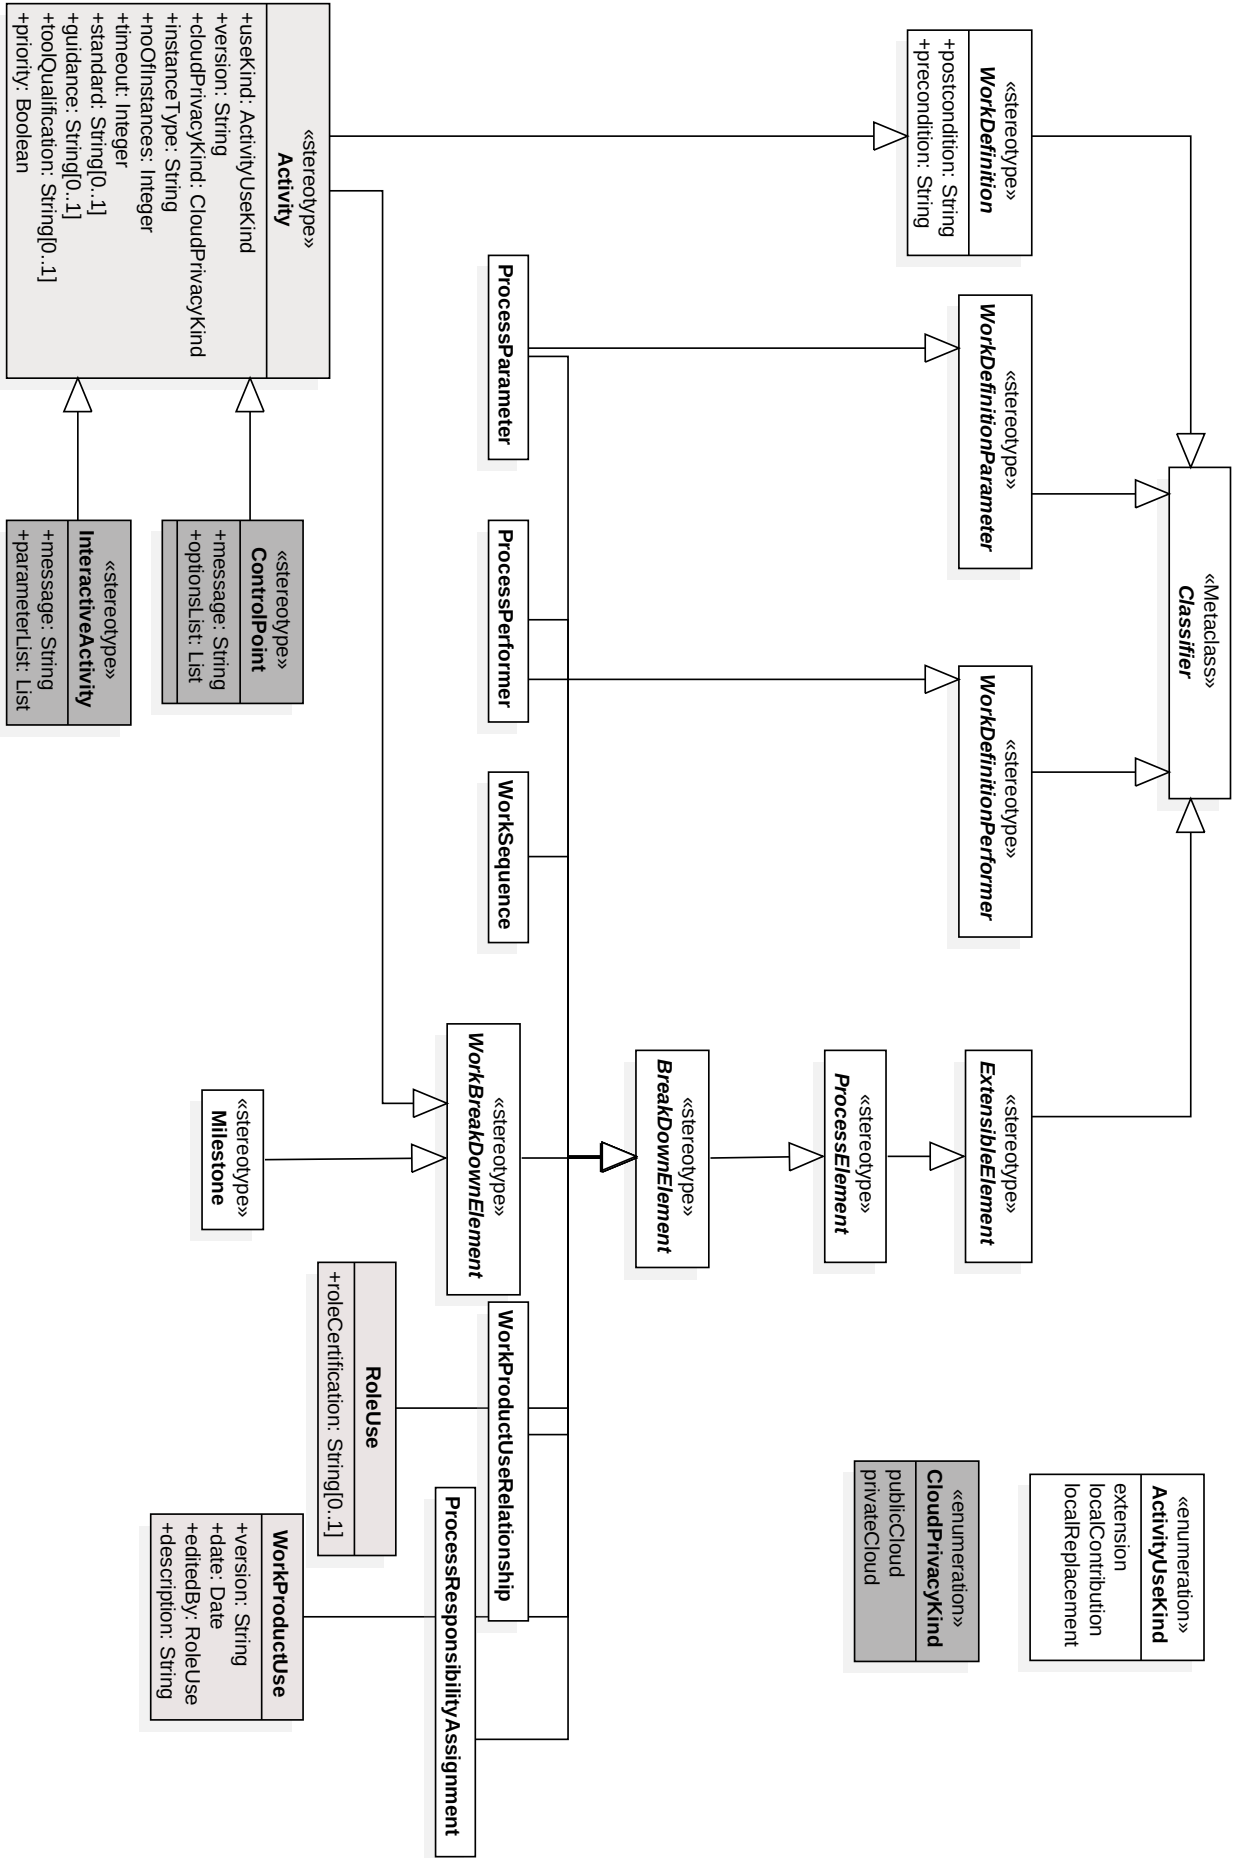 «Metaclass»
Classifier
«stereotype»
WorkDefinition
+postcondition: String
+precondition: String
«stereotype»
WorkDefinitionParameter
«stereotype»
WorkDefinitionPerformer
«stereotype»
ExtensibleElement
«enumeration»
ActivityUseKind
extension
localContribution
localReplacement
«stereotype»
ProcessElement
«enumeration»
CloudPrivacyKind
publicCloud
privateCloud
«stereotype»
BreakDownElement
ProcessParameter
ProcessPerformer
WorkSequence
«stereotype»
WorkBreakDownElement
WorkProductUseRelationship
ProcessResponsibilityAssignment
«stereotype»
Activity
+useKind: ActivityUseKind
+version: String
+cloudPrivacyKind: CloudPrivacyKind
+instanceType: String
+noOfInstances: Integer
+timeout: Integer
+standard: String[0..1]
+guidance: String[0..1]
+toolQualification: String[0..1]
+priority: Boolean
«stereotype»
ControlPoint
+message: String
+optionsList: List
«stereotype»
InteractiveActivity
+message: String
+parameterList: List
«stereotype»
Milestone
RoleUse
+roleCertification: String[0..1]
WorkProductUse
+version: String
+date: Date
+editedBy: RoleUse
+description: String